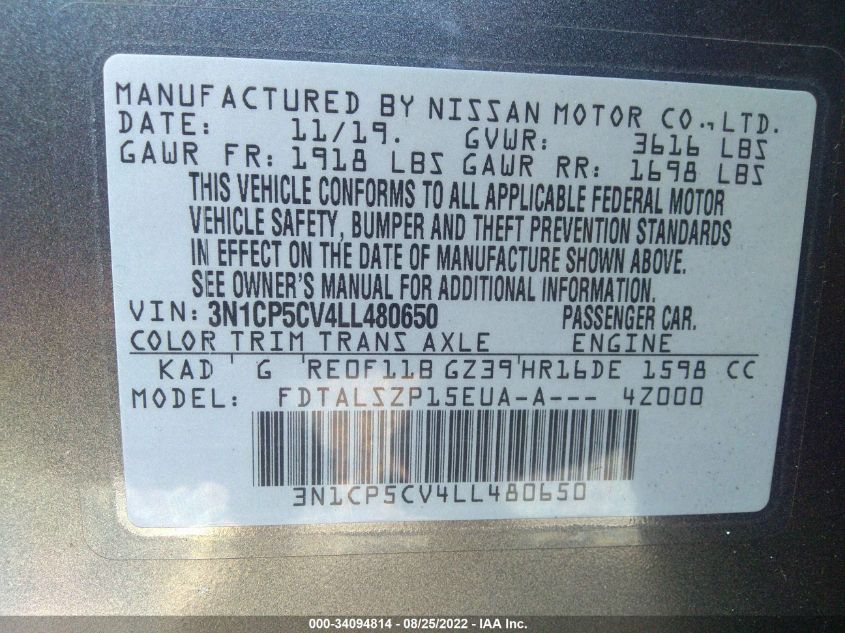 MANUFACTURED BY NISSAN MOTOR CO., LTD.
DATE: 11/19. GVWR: 3616 LBS
GAWR FR: 1918 LBS GAWR RR: 1698 LBS
THIS VEHICLE CONFORMS TO ALL APPLICABLE FEDERAL MOTOR
VEHICLE SAFETY, BUMPER AND THEFT PREVENTION STANDARDS
IN EFFECT ON THE DATE OF MANUFACTURE SHOWN ABOVE.
SEE OWNER'S MANUAL FOR ADDITIONAL INFORMATION.
VIN: 3N1CP5CV4LL480650 PASSENGER CAR.
COLOR TRIM TRANS AXLE ENGINE
KAD G RE0F11B GZ39 HR16DE 1598 CC
MODEL: FDTALSZP15EUA-A--- 4Z000
3N1CP5CV4LL480650
000-34094814 - 08/25/2022 - IAA Inc.